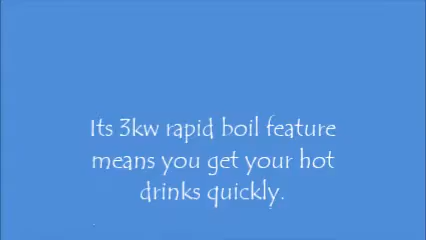 Its 3kw rapid boil feature
means you get your hot
drinks quickly.